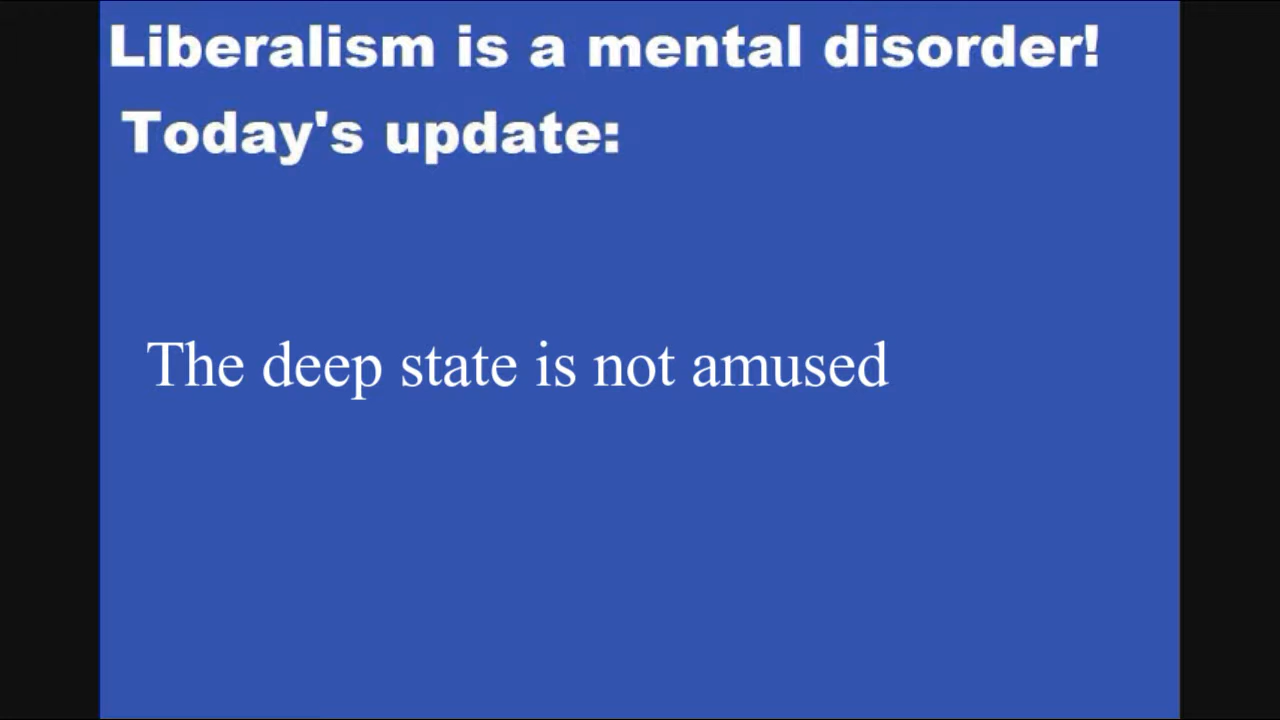 Liberalism is a mental disorder!
Today's update:
The deep state is not amused